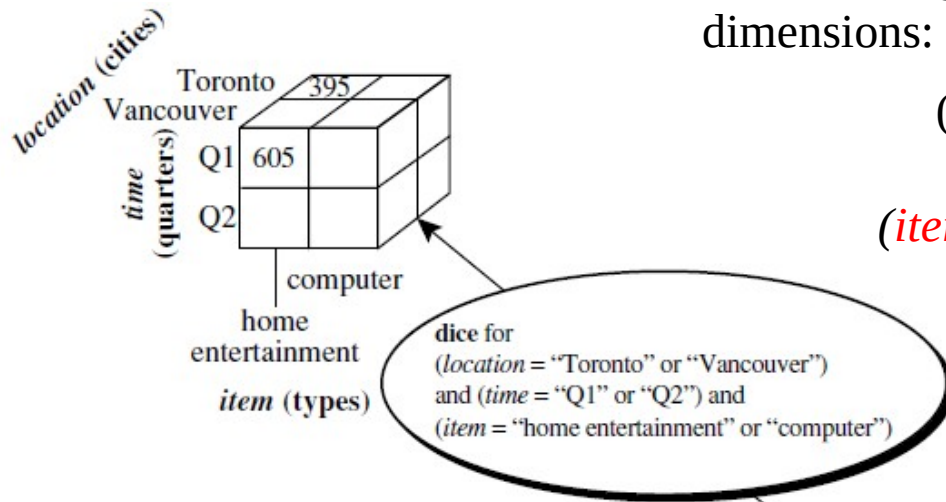 dimensions:
location (cities)
Toronto 395
Vancouver
(
time
(quarters)
Q1 605
Q2
(item
computer
home
entertainment
item (types)
dice for
(location = “Toronto” or “Vancouver”)
and (time = “Q1” or “Q2”) and
(item = “home entertainment” or “computer”)